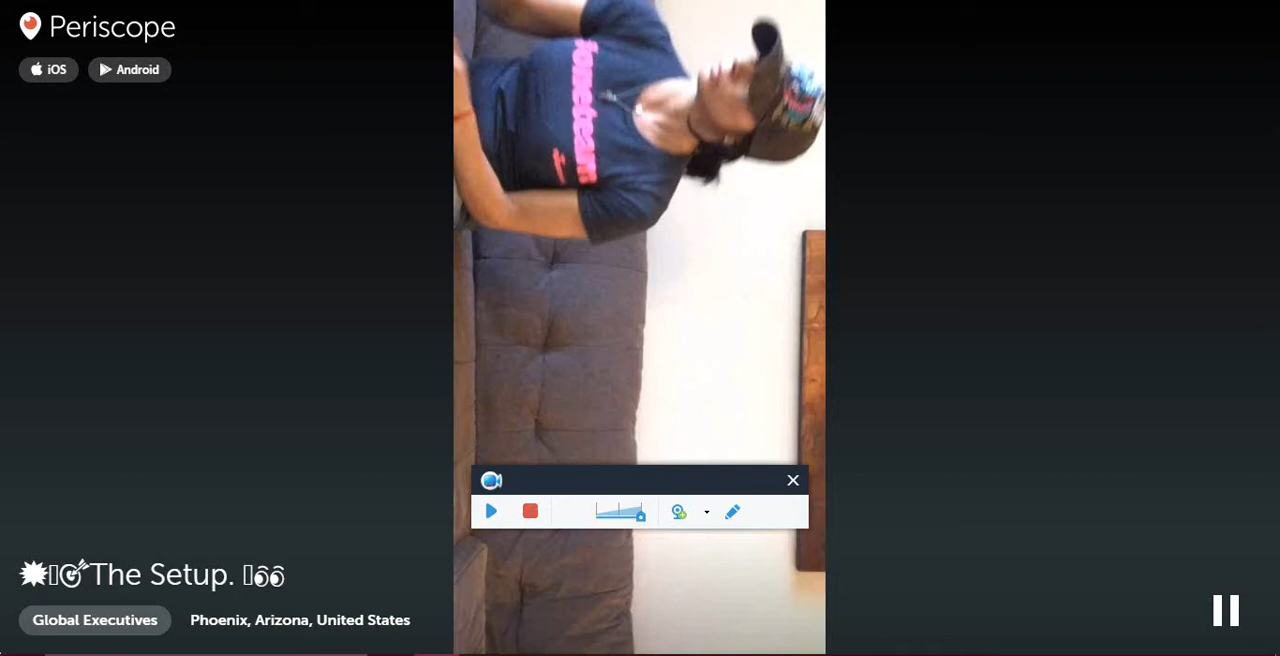 Periscope
iOS
Android
The Setup.
Global Executives
Phoenix, Arizona, United States